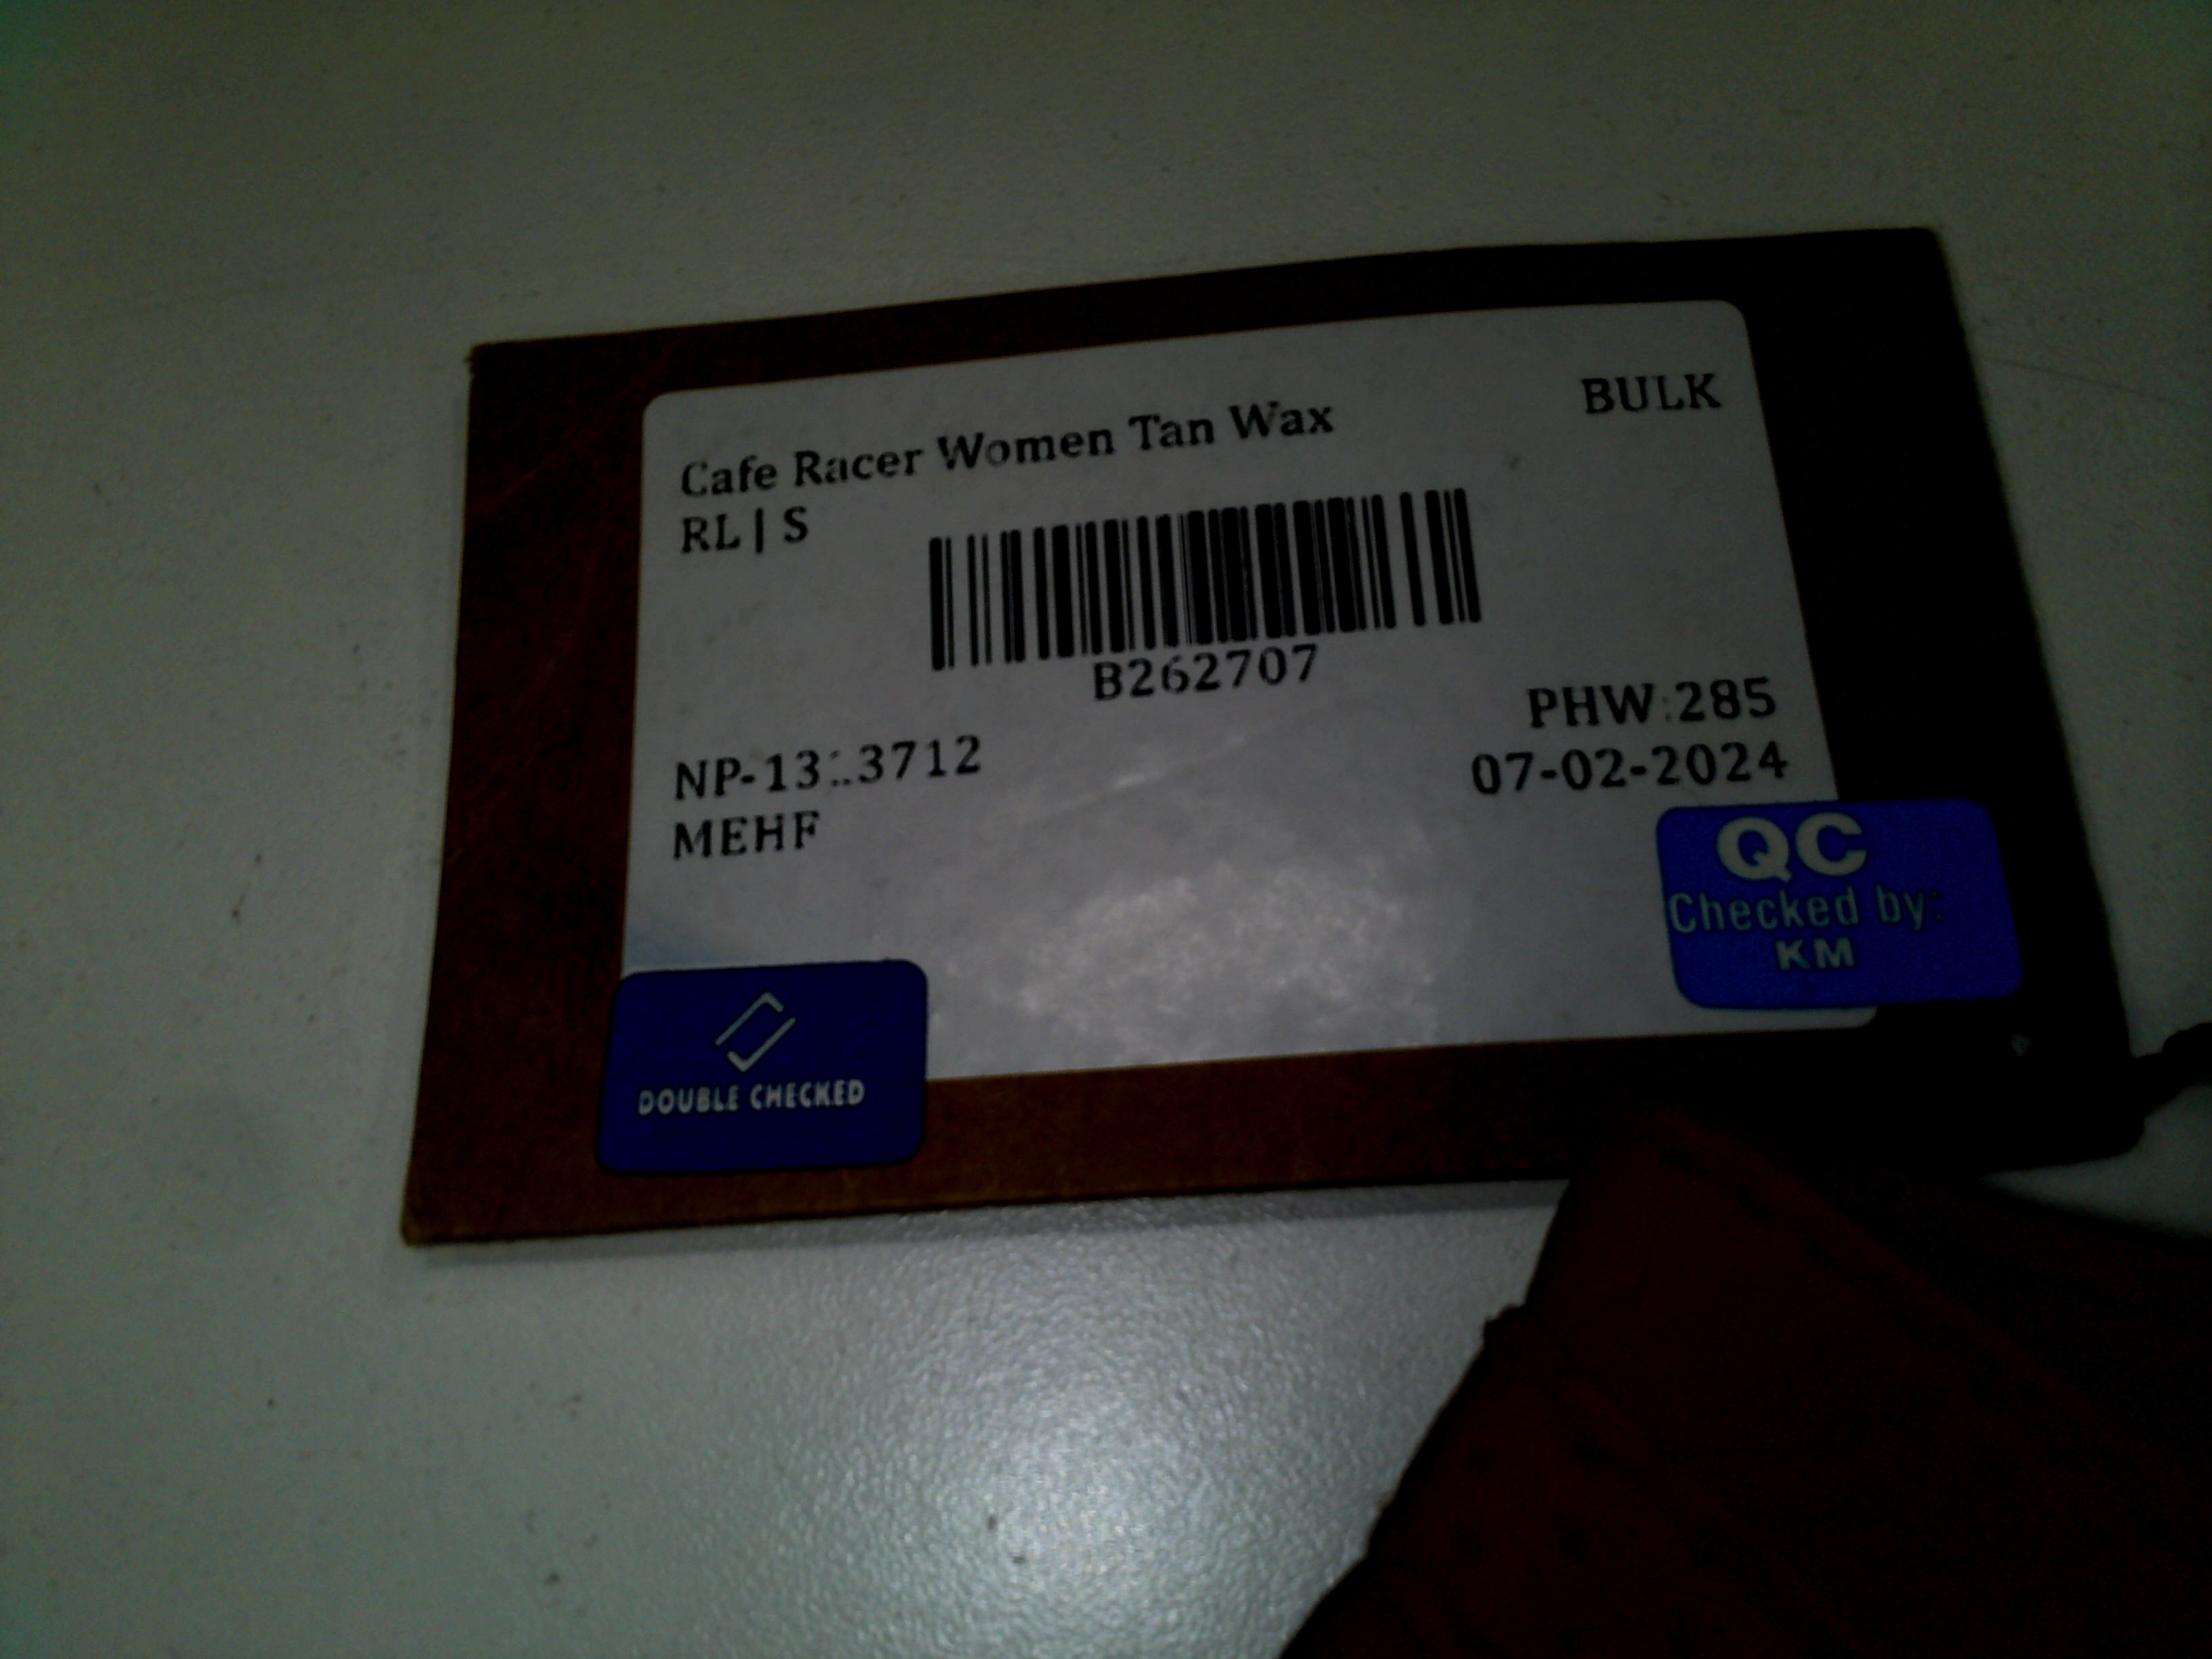 Cafe Racer Women Tan Wax
BULK
RL | S
B262707
PHW:285
07-02-2024
MEHF
QC
Checked by:
KM
DOUBLE CHECKED